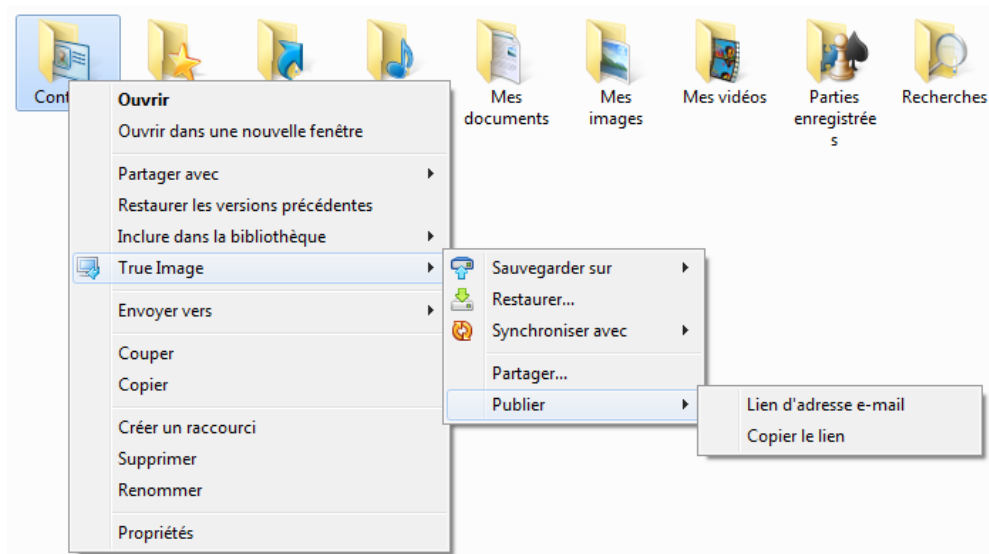 Mes
documents
Mes
images
Mes vidéos
Parties
enregistrée
s
Recherches
Ouvrir
Ouvrir dans une nouvelle fenêtre
Partager avec
Restaurer les versions précédentes
Inclure dans la bibliothèque
True Image
Envoyer vers
Couper
Copier
Créer un raccourci
Supprimer
Renommer
Propriétés
Sauvegarder sur
Restaurer...
Synchroniser avec
Partager...
Publier
Lien d'adresse e-mail
Copier le lien